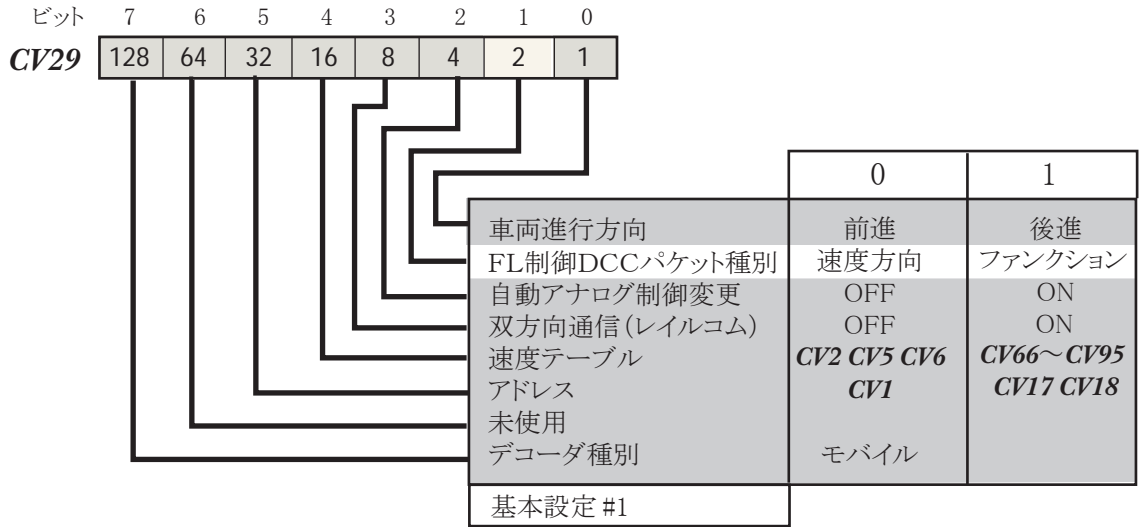 ビット 7 6 5 4 3 2 1 0
CV29 128 64 32 16 8 4 2 1
0 1
車両進行方向 前進 後進
FL制御DCCパケット種別 速度方向 ファンクション
自動アナログ制御変更 OFF ON
双方向通信(レイルコム) OFF ON
速度テーブル CV2 CV5 CV6 CV66～CV95
アドレス CV1 CV17 CV18
未使用
デコーダ種別 モバイル
基本設定 #1